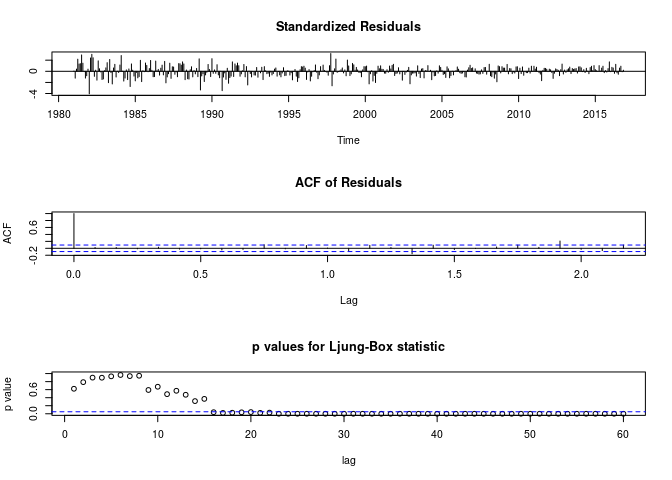 Standardized Residuals
0
-4
1980 1985 1990 1995 2000 2005 2010 2015
Time
ACF of Residuals
ACF
0.6
-0.2
0.0 0.5 1.0 1.5 2.0
Lag
p values for Ljung-Box statistic
p value
0.6
0.0
0 10 20 30 40 50 60
lag